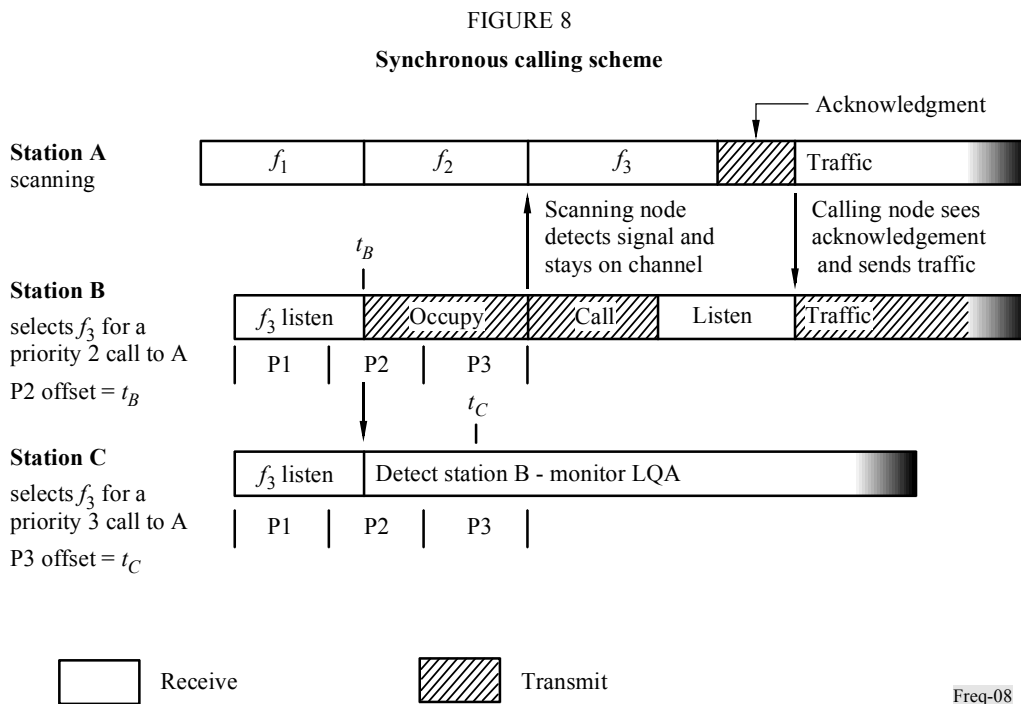 FIGURE 8
Synchronous calling scheme
Acknowledgment
Station A
scanning
f1
f2
f3
Traffic
Scanning node
detects signal and
stays on channel
Calling node sees
acknowledgement
and sends traffic
tB
Station B
selects f3 for a
priority 2 call to A
P2 offset = tB
f3 listen
Occupy
Call
Listen
Traffic
P1
P2
P3
tC
Station C
selects f3 for a
priority 3 call to A
P3 offset = tC
f3 listen
Detect station B - monitor LQA
P1
P2
P3
Receive
Transmit
Freq-08